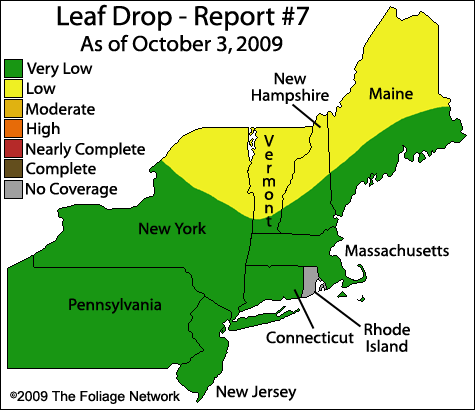 Leaf Drop - Report #7
As of October 3, 2009
Very Low
Low
Moderate
High
Nearly Complete
Complete
No Coverage
New
Hampshire
Maine
Vermont
New York
Massachusetts
Pennsylvania
Connecticut
Rhode
Island
New Jersey
©2009 The Foliage Network